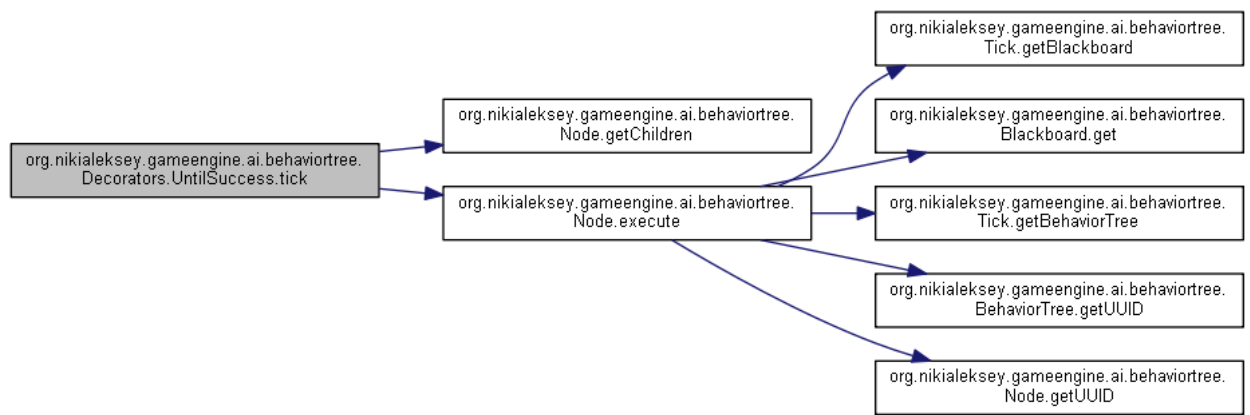 org.nikialeksey.gameengine.ai.behaviortree.
Decorators.UntilSuccess.tick
org.nikialeksey.gameengine.ai.behaviortree.
Node.getChildren
org.nikialeksey.gameengine.ai.behaviortree.
Node.execute
org.nikialeksey.gameengine.ai.behaviortree.
Tick.getBlackboard
org.nikialeksey.gameengine.ai.behaviortree.
Blackboard.get
org.nikialeksey.gameengine.ai.behaviortree.
Tick.getBehaviorTree
org.nikialeksey.gameengine.ai.behaviortree.
BehaviorTree.getUUID
org.nikialeksey.gameengine.ai.behaviortree.
Node.getUUID